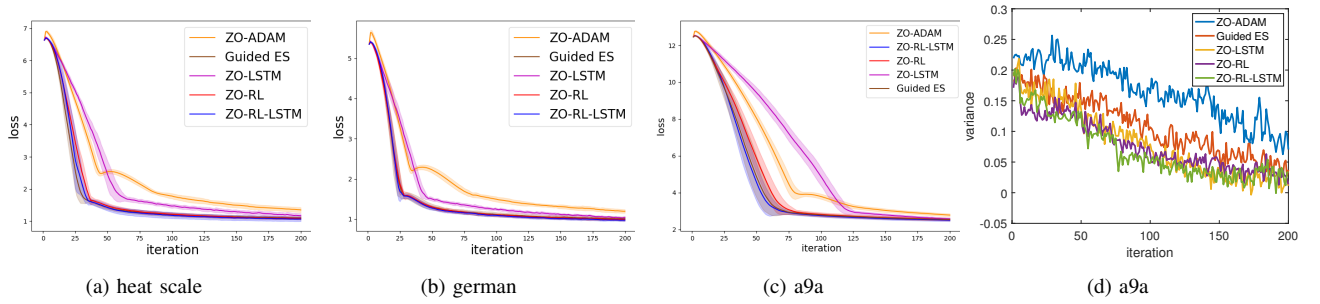 7
6
5
4
3
2
1
loss
0 25 50 75 100 125 150 175 200
iteration
ZO-ADAM
Guided ES
ZO-LSTM
ZO-RL
ZO-RL-LSTM
(a) heat scale
5
4
3
2
1
loss
0 25 50 75 100 125 150 175 200
iteration
ZO-ADAM
Guided ES
ZO-LSTM
ZO-RL
ZO-RL-LSTM
(b) german
12
10
8
6
4
2
loss
0 25 50 75 100 125 150 175 200
iteration
ZO-ADAM
ZO-RL-LSTM
ZO-RL
ZO-LSTM
Guided ES
(c) a9a
0.3
0.25
0.2
0.15
0.1
0.05
0
-0.05
variance
0 50 100 150 200
iteration
ZO-ADAM
Guided ES
ZO-LSTM
ZO-RL
ZO-RL-LSTM
(d) a9a